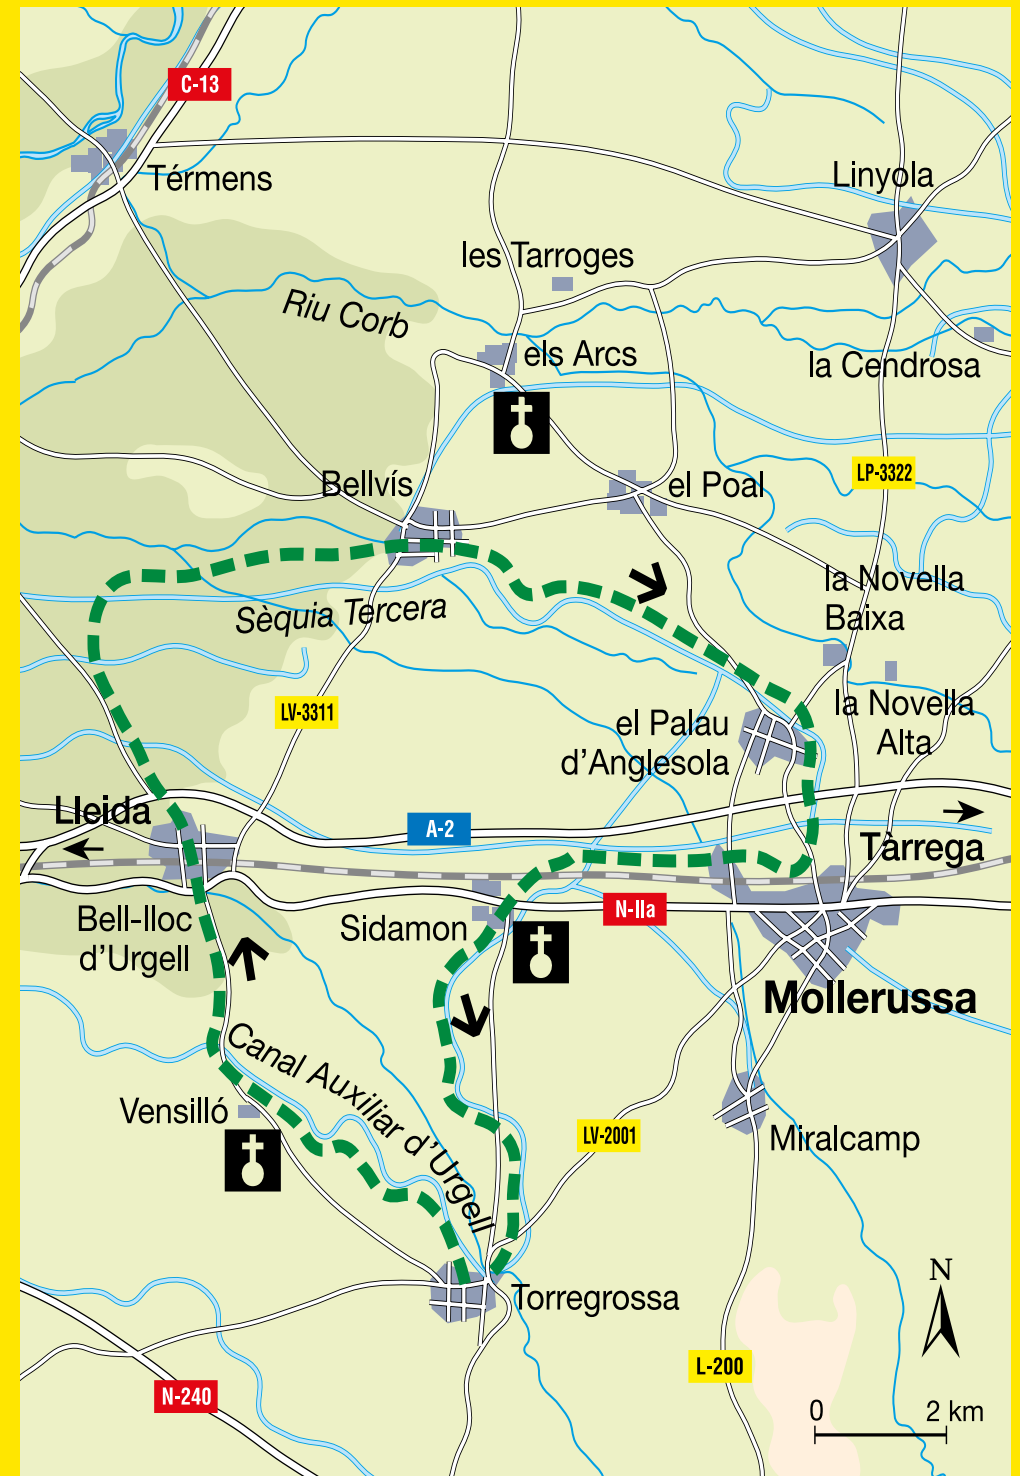 C-13
Térmens
Linyola
les Tarroges
Riu Corb
els Arcs
la Cendrosa
Bellvís
el Poal
LP-3322
la Novella
Baixa
Sèquia Tercera
LV-3311
el Palau
d'Anglesola
la Novella
Alta
Lleida
A-2
Tàrrega
Bell-lloc
d'Urgell
Sidamon
N-IIa
Mollerussa
Canal Auxiliar d'Urgell
Vensilló
LV-2001
Miralcamp
Torregrossa
N
L-200
N-240
0 2 km